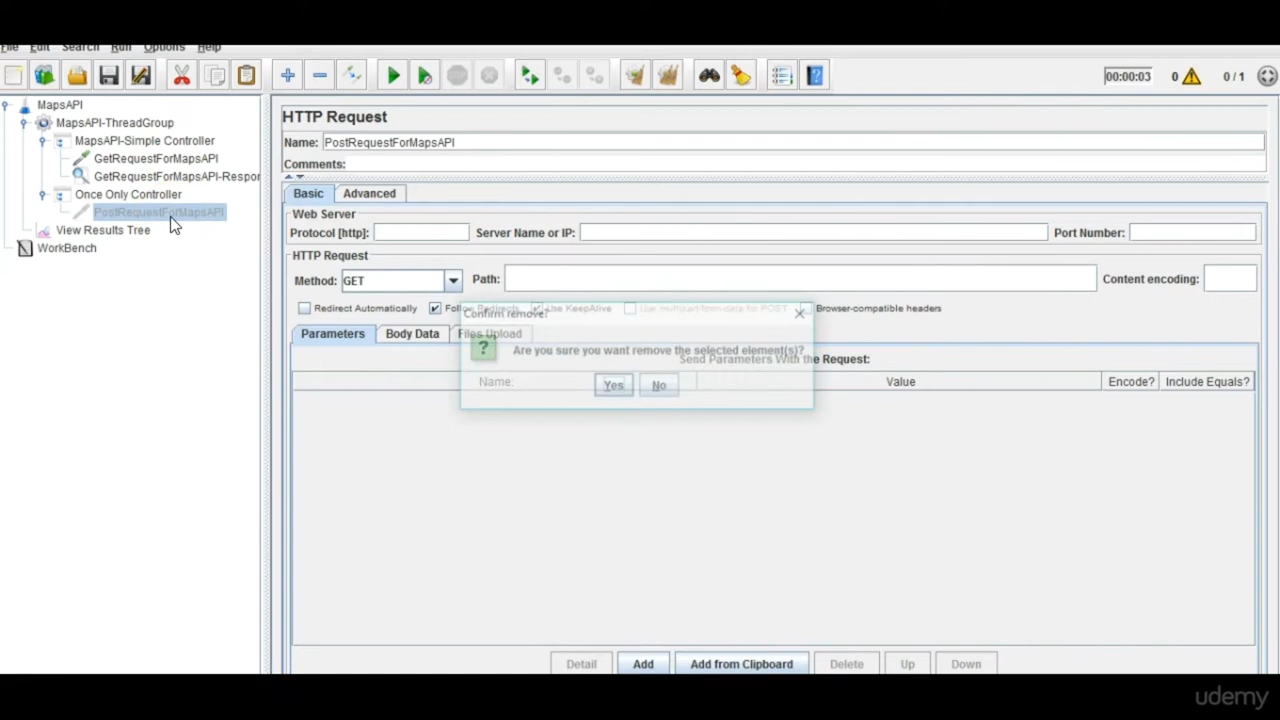 File Edit Search Run Options Help
00:00:03 0 0 / 1
MapsAPI
MapsAPI-ThreadGroup
MapsAPI-Simple Controller
GetRequestForMapsAPI
GetRequestForMapsAPI-Respon
Once Only Controller
PostRequestForMapsAPI
View Results Tree
WorkBench
HTTP Request
Name: PostRequestForMapsAPI
Comments:
Basic Advanced
Web Server
Protocol [http]: Server Name or IP: Port Number:
HTTP Request
Method: GET Path: Content encoding:
Redirect Automatically Follow Redirects Use KeepAlive Use multipart/form-data for POST Browser-compatible headers
Confirm remove?
Parameters Body Data Files Upload
Are you sure you want remove the selected element(s)?
Send Parameters With the Request:
Name: Value Encode? Include Equals?
Yes No
Detail Add Add from Clipboard Delete Up Down
udemy